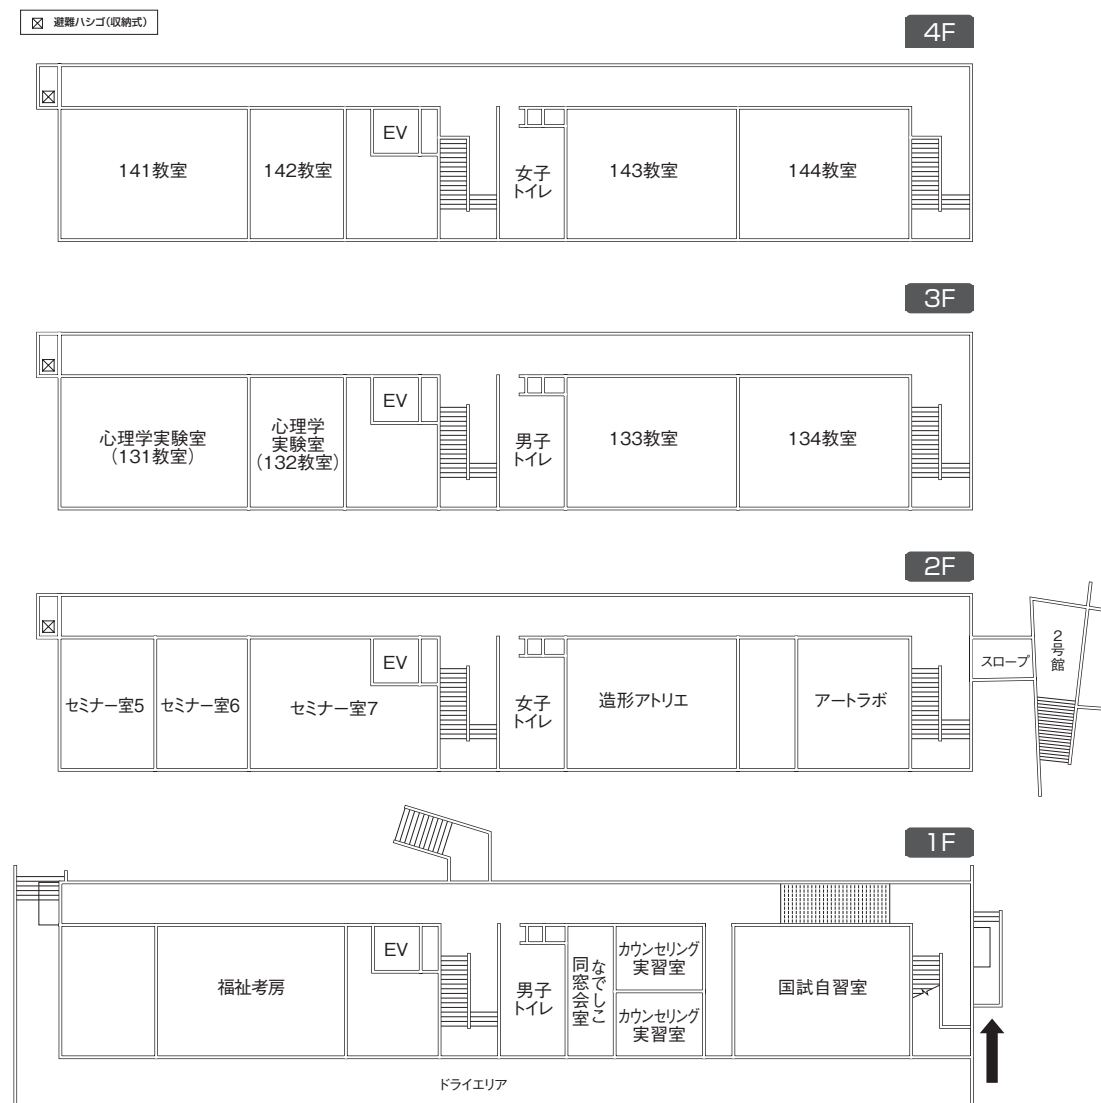 避難ハシゴ(収納式)
4F
141教室
142教室
EV
女子
トイレ
143教室
144教室
3F
心理学実験室
(131教室)
心理学
実験室
(132教室)
EV
男子
トイレ
133教室
134教室
2F
セミナー室5
セミナー室6
セミナー室7
EV
女子
トイレ
造形アトリエ
アートラボ
スロープ
2号館
1F
福祉考房
EV
男子
トイレ
なでしこ
同窓会室
カウンセリング
実習室
カウンセリング
実習室
国試自習室
ドライエリア